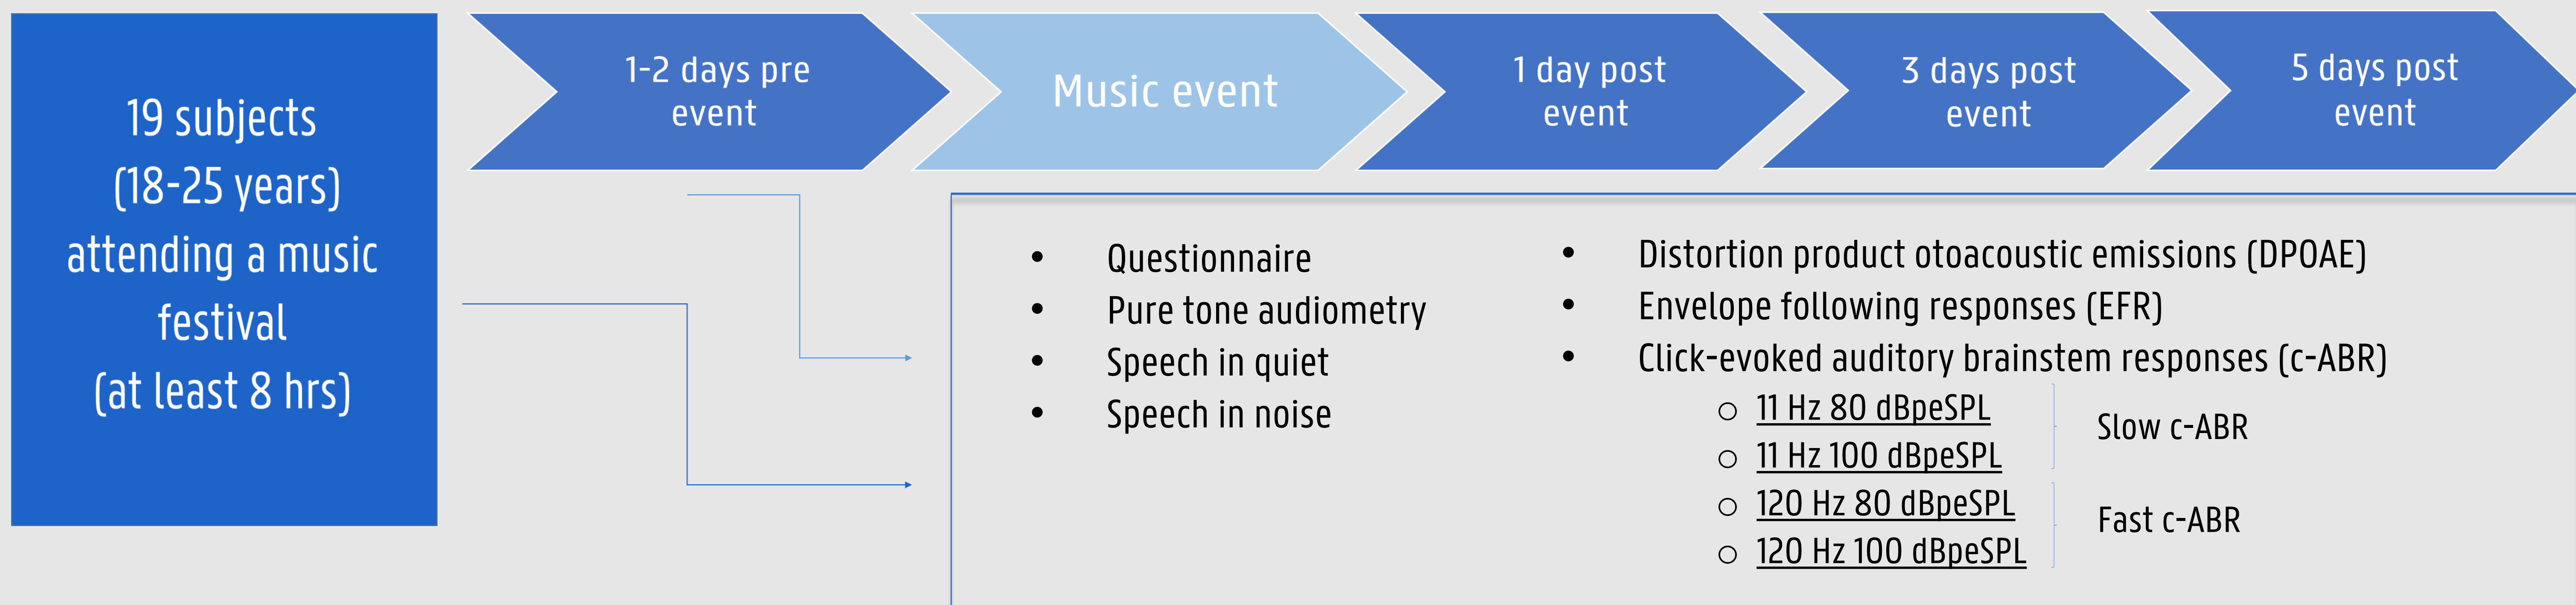 19 subjects
(18-25 years)
attending a music
festival
(at least 8 hrs)
1-2 days pre
event
Music event
1 day post
event
3 days post
event
5 days post
event
• Questionnaire
• Pure tone audiometry
• Speech in quiet
• Speech in noise
• Distortion product otoacoustic emissions (DPOAE)
• Envelope following responses (EFR)
• Click-evoked auditory brainstem responses (c-ABR)
o 11 Hz 80 dBpeSPL
o 11 Hz 100 dBpeSPL
Slow c-ABR
o 120 Hz 80 dBpeSPL
o 120 Hz 100 dBpeSPL
Fast c-ABR